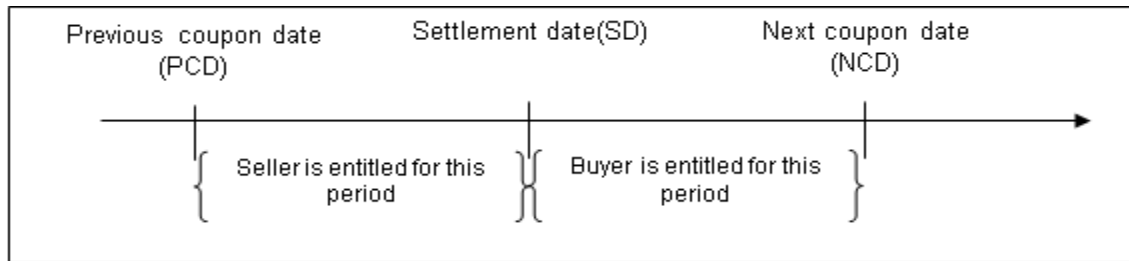 Previous coupon date
(PCD)
Settlement date(SD)
Next coupon date
(NCD)
Seller is entitled for this
period
Buyer is entitled for this
period